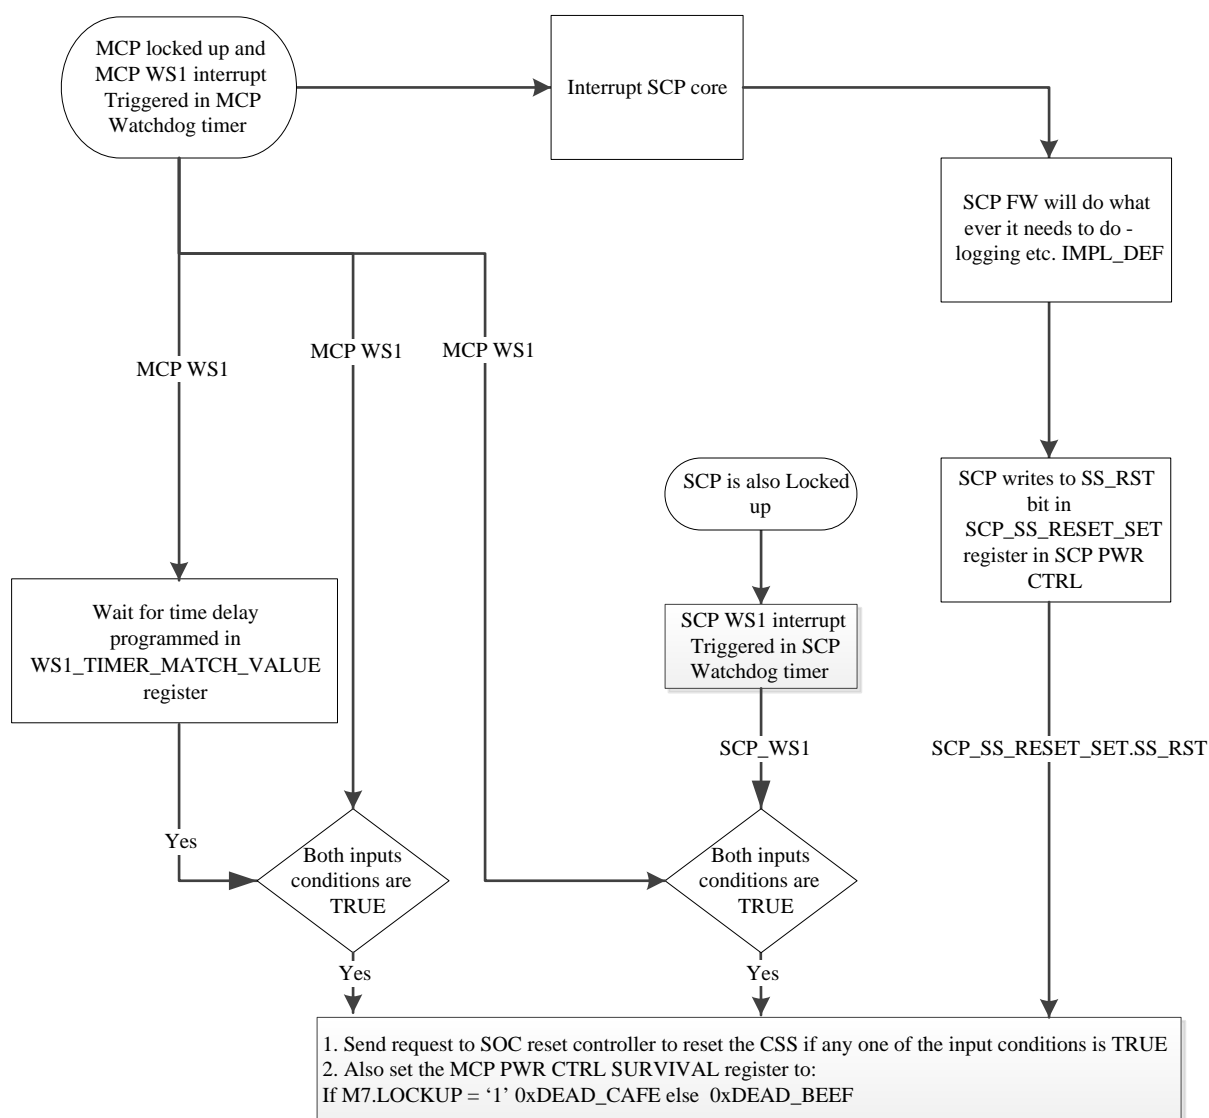 MCP locked up and
MCP WS1 interrupt
Triggered in MCP
Watchdog timer
Interrupt SCP core
SCP FW will do what
ever it needs to do -
logging etc. IMPL_DEF
MCP WS1
MCP WS1
MCP WS1
SCP is also Locked
up
SCP writes to SS_RST
bit in
SCP_SS_RESET_SET
register in SCP PWR
CTRL
Wait for time delay
programmed in
WS1_TIMER_MATCH_VALUE
register
SCP WS1 interrupt
Triggered in SCP
Watchdog timer
SCP_WS1
SCP_SS_RESET_SET.SS_RST
Yes
Both inputs
conditions are
TRUE
Both inputs
conditions are
TRUE
Yes
Yes
1. Send request to SOC reset controller to reset the CSS if any one of the input conditions is TRUE
2. Also set the MCP PWR CTRL SURVIVAL register to:
If M7.LOCKUP = ‘1’ 0xDEAD_CAFE else  0xDEAD_BEEF